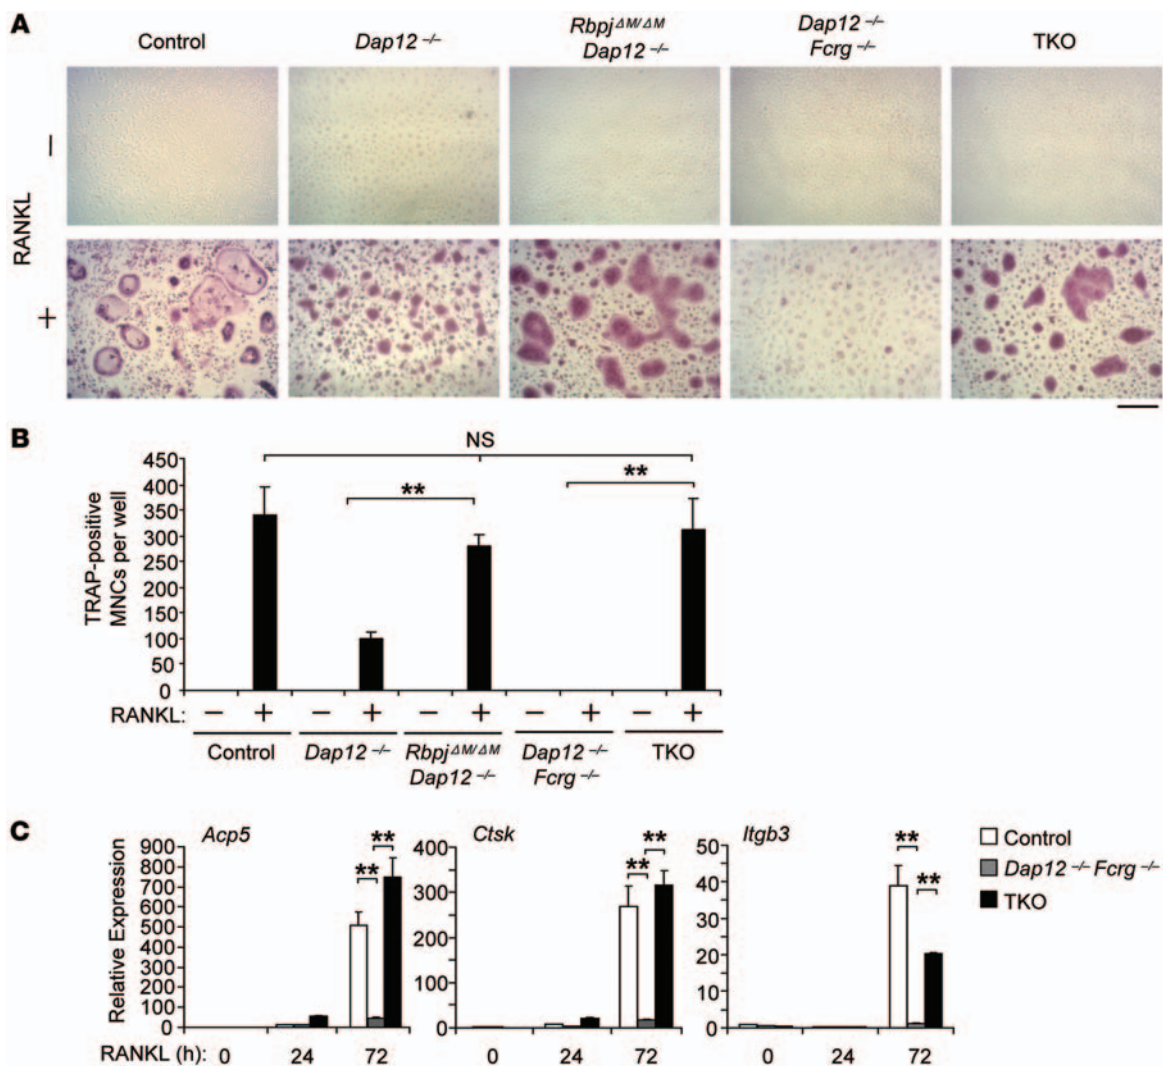 A
Control
Dap12 –/–
Rbpj ΔM/ΔM
Dap12 –/–
Dap12 –/–
Fcrg –/–
TKO
RANKL
–
+
B
NS
**
**
TRAP-positive
MNCs per well
450
400
350
300
250
200
150
100
50
0
RANKL: – + – + – + – + – +
Control
Dap12 –/–
Rbpj ΔM/ΔM
Dap12 –/–
Dap12 –/–
Fcrg –/–
TKO
C
Relative Expression
Acp5
900
800
700
600
500
400
300
200
100
0
**
**
Ctsk
400
300
200
100
0
**
**
Itgb3
50
40
30
20
10
0
**
**
Control
Dap12 –/– Fcrg –/–
TKO
RANKL (h): 0 24 72 0 24 72 0 24 72